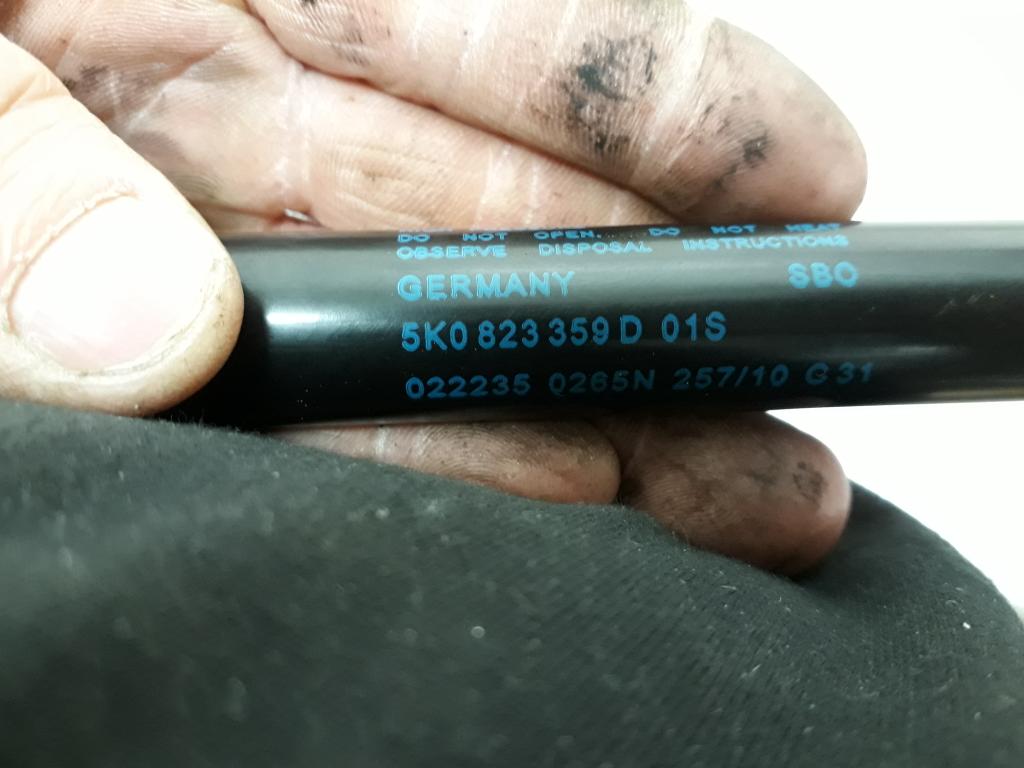 DO NOT OPEN. DO NOT HEAT
OBSERVE DISPOSAL INSTRUCTIONS
GERMANY SBO
5K0 823 359 D 01S
022235 0265N 257/10 G31